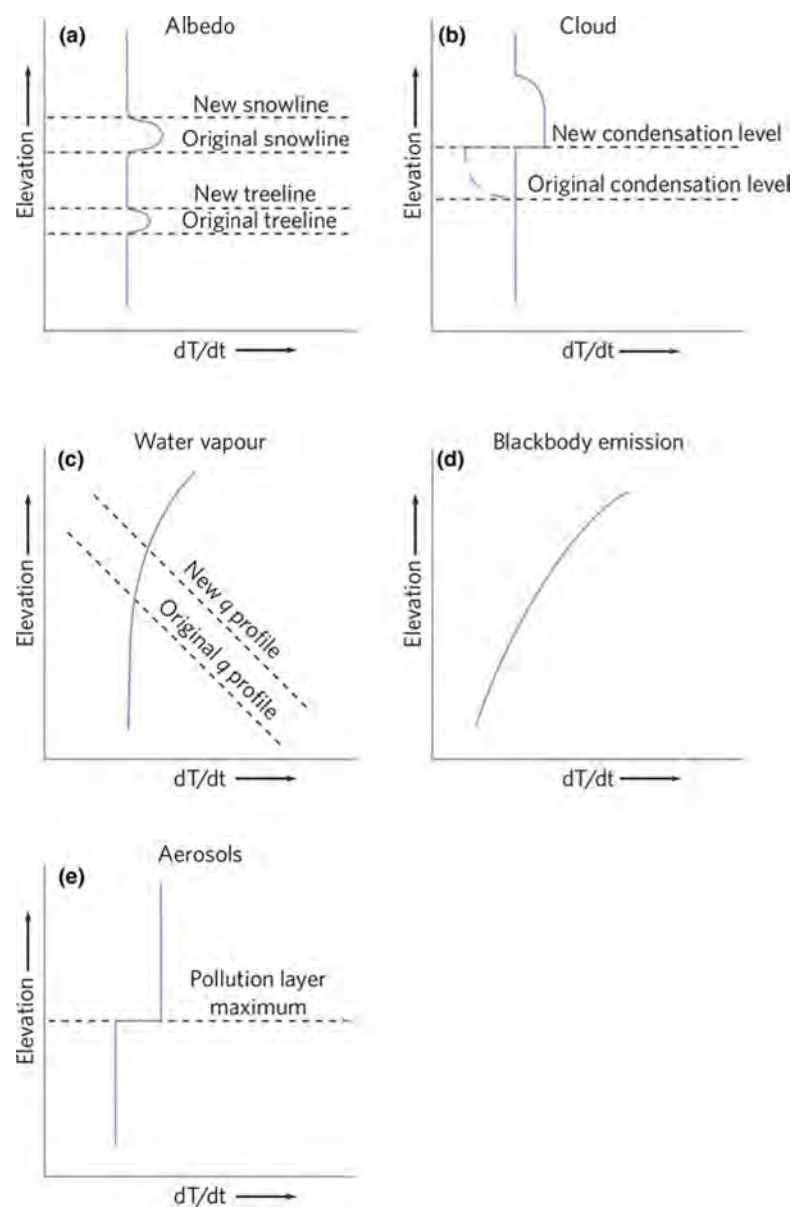 (a)
Albedo
New snowline
Original snowline
New treeline
Original treeline
Elevation
dT/dt
(b)
Cloud
New condensation level
Original condensation level
Elevation
dT/dt
(c)
Water vapour
New q profile
Original q profile
Elevation
dT/dt
(d)
Blackbody emission
Elevation
dT/dt
(e)
Aerosols
Pollution layer
maximum
Elevation
dT/dt